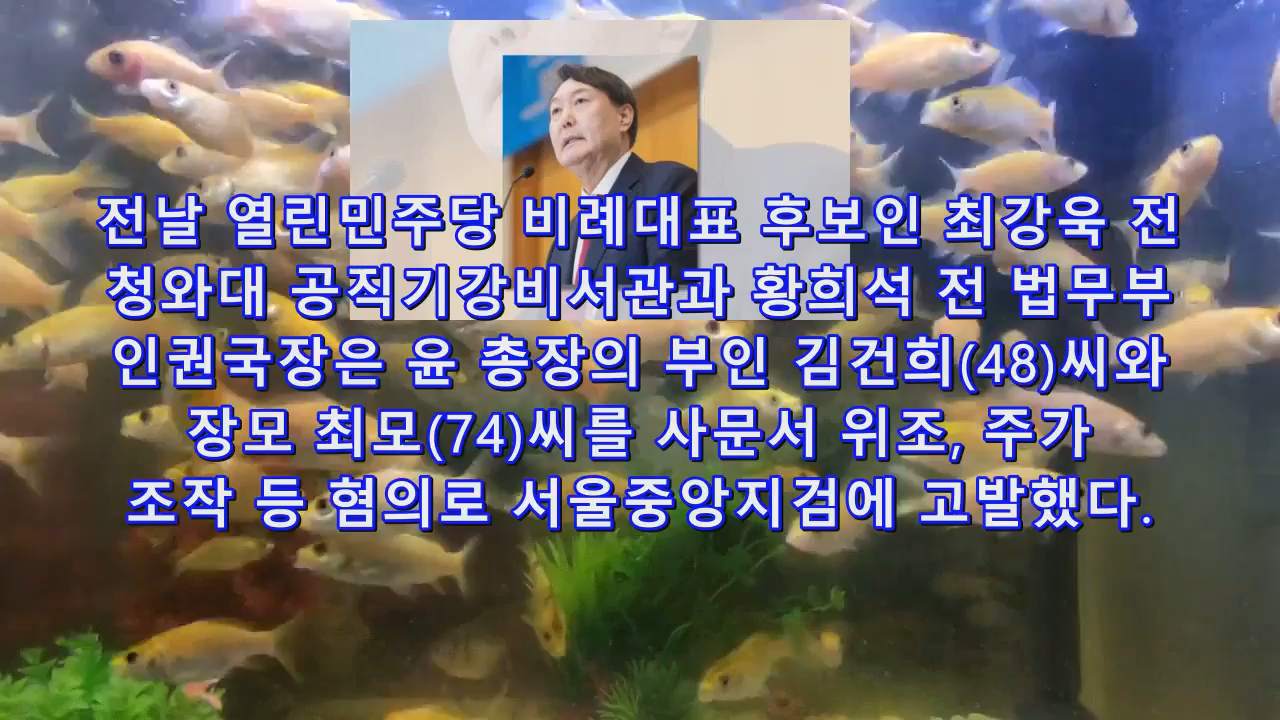 전날 열린민주당 비례대표 후보인 최강욱 전
청와대 공직기강비서관과 황희석 전 법무부
인권국장은 윤 총장의 부인 김건희(48)씨와
장모 최모(74)씨를 사문서 위조, 주가
조작 등 혐의로 서울중앙지검에 고발했다.